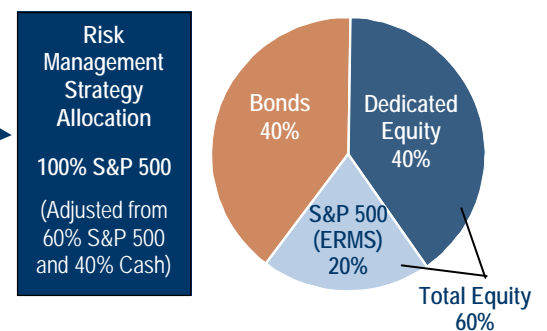 Risk
Management
Strategy
Allocation
100% S&P 500
(Adjusted from
60% S&P 500
and 40% Cash)
Bonds
40%
Dedicated
Equity
40%
S&P 500
(ERMS)
20%
Total Equity
60%